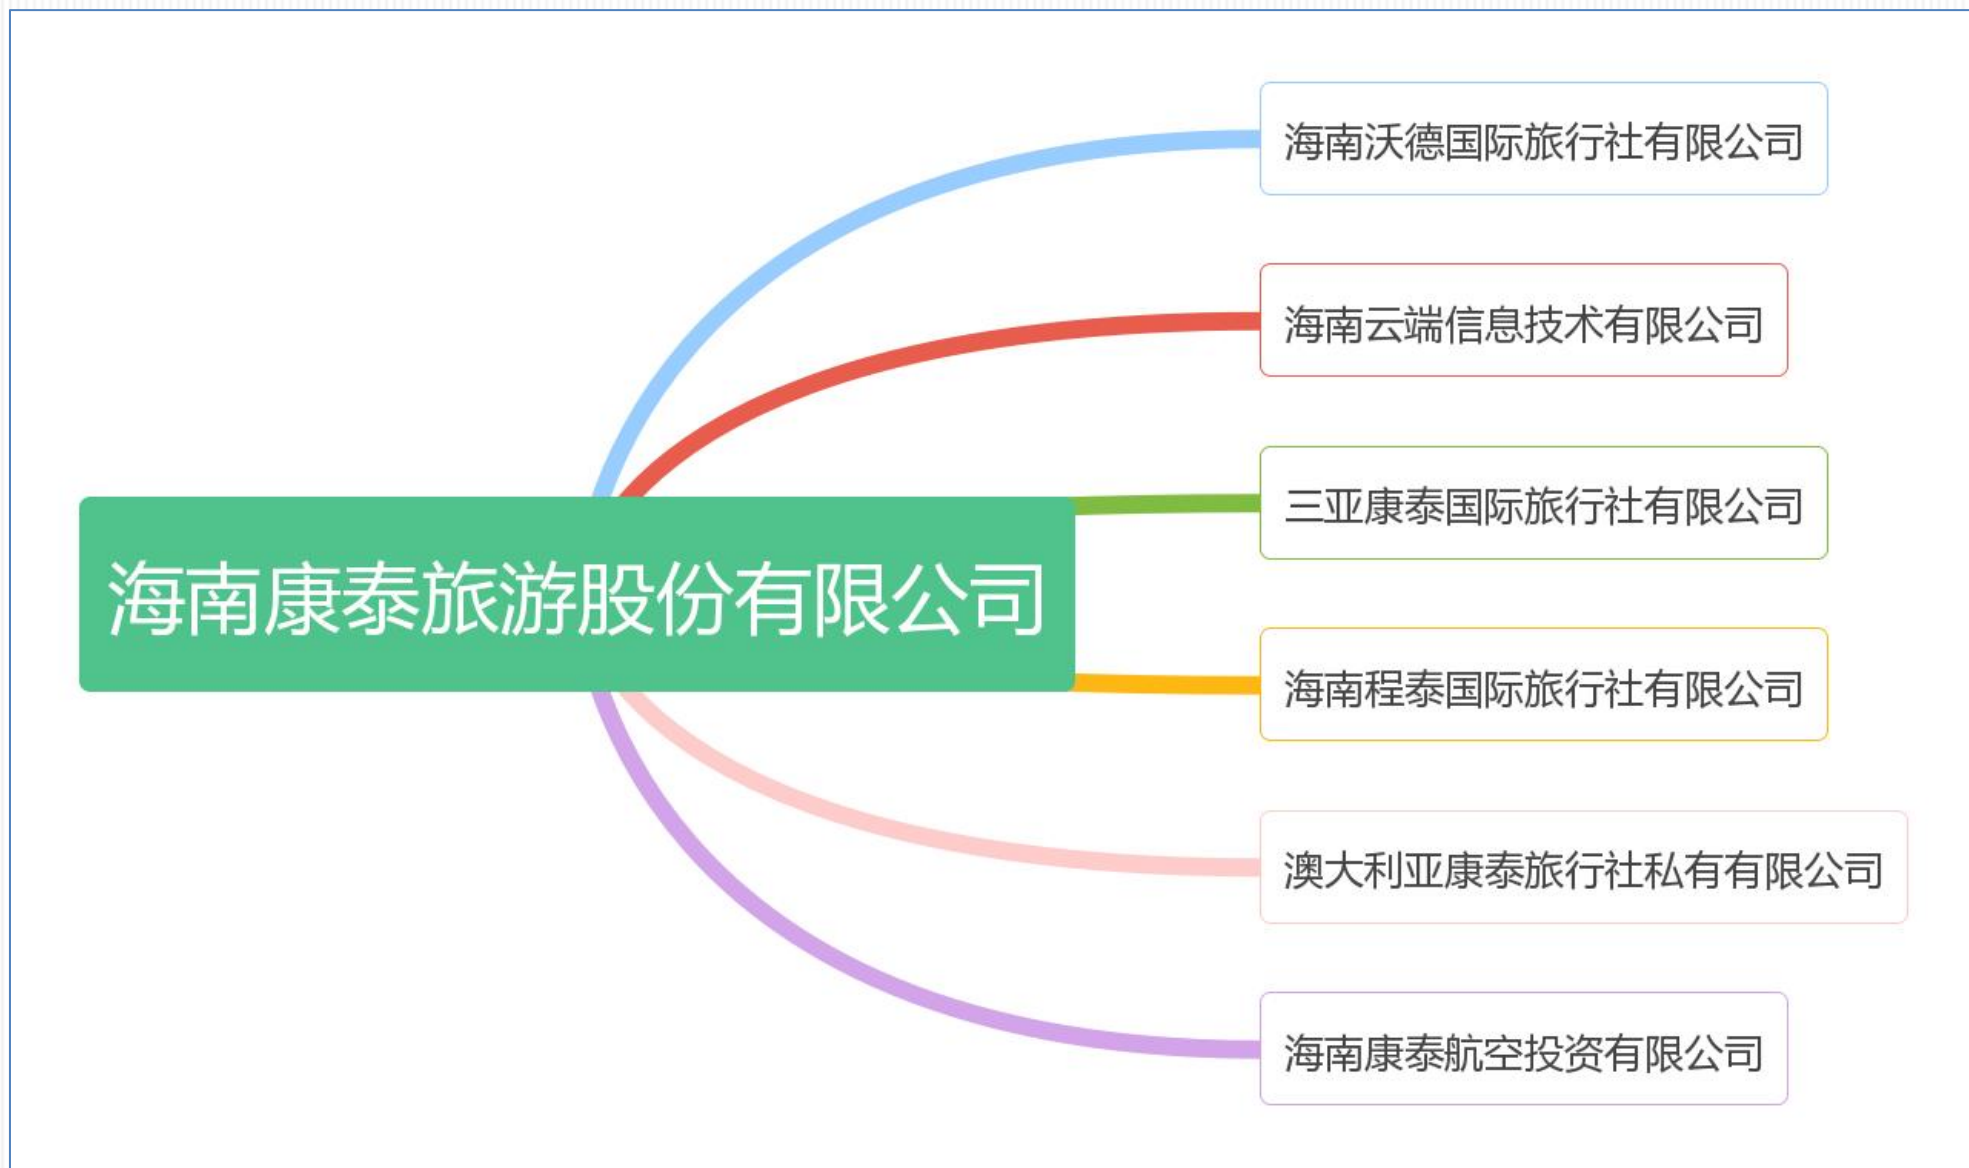 海南沃德国际旅行社有限公司
海南云端信息技术有限公司
三亚康泰国际旅行社有限公司
海南康泰旅游股份有限公司
海南程泰国际旅行社有限公司
澳大利亚康泰旅行社私有有限公司
海南康泰航空投资有限公司